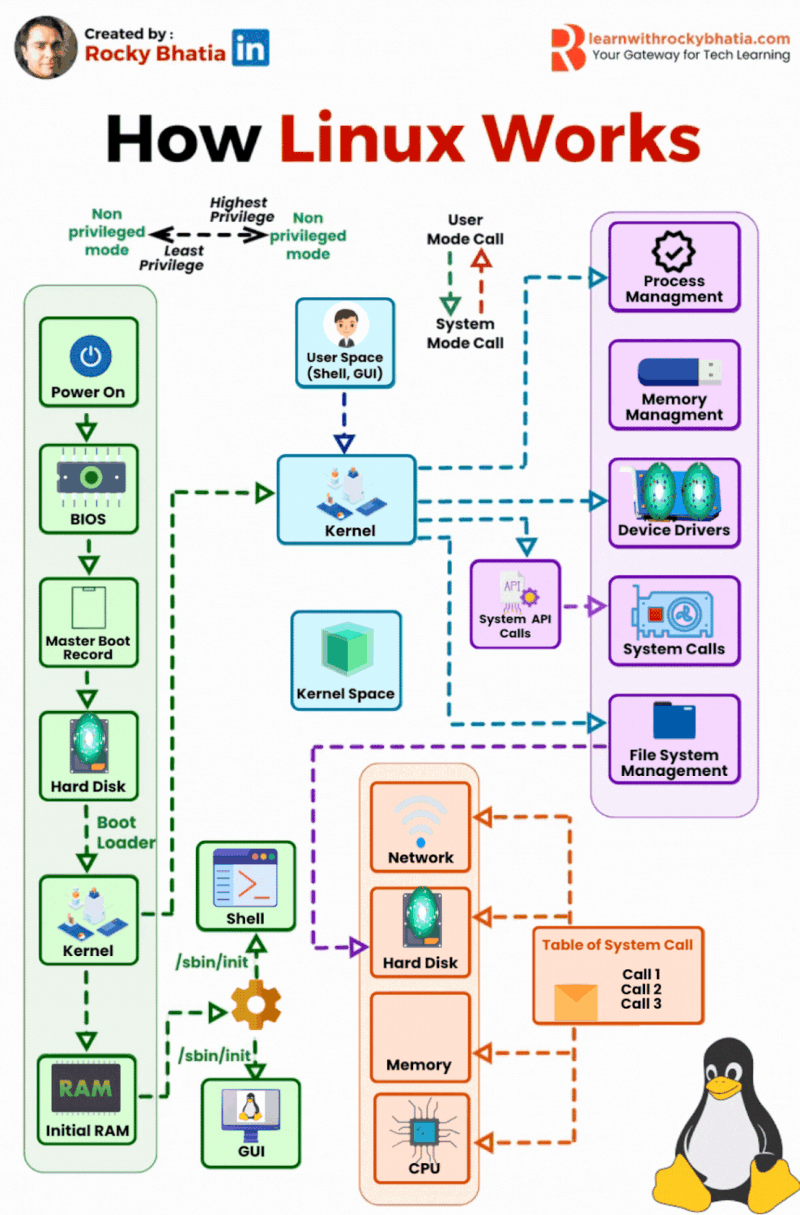 Created by :
Rocky Bhatia
in
learnwithrockybhatia.com
Your Gateway for Tech Learning
How Linux Works
Non
privileged
mode
Highest
Privilege
Least
Privilege
Non
privileged
mode
User
Mode Call
System
Mode Call
Power On
BIOS
Master Boot
Record
Hard Disk
Boot
Loader
Kernel
RAM
Initial RAM
User Space
(Shell, GUI)
Kernel
Kernel Space
API
System API
Calls
Process
Managment
Memory
Managment
Device Drivers
System Calls
File System
Management
Shell
/sbin/init
/sbin/init
GUI
Network
Hard Disk
Memory
CPU
Table of System Call
Call 1
Call 2
Call 3